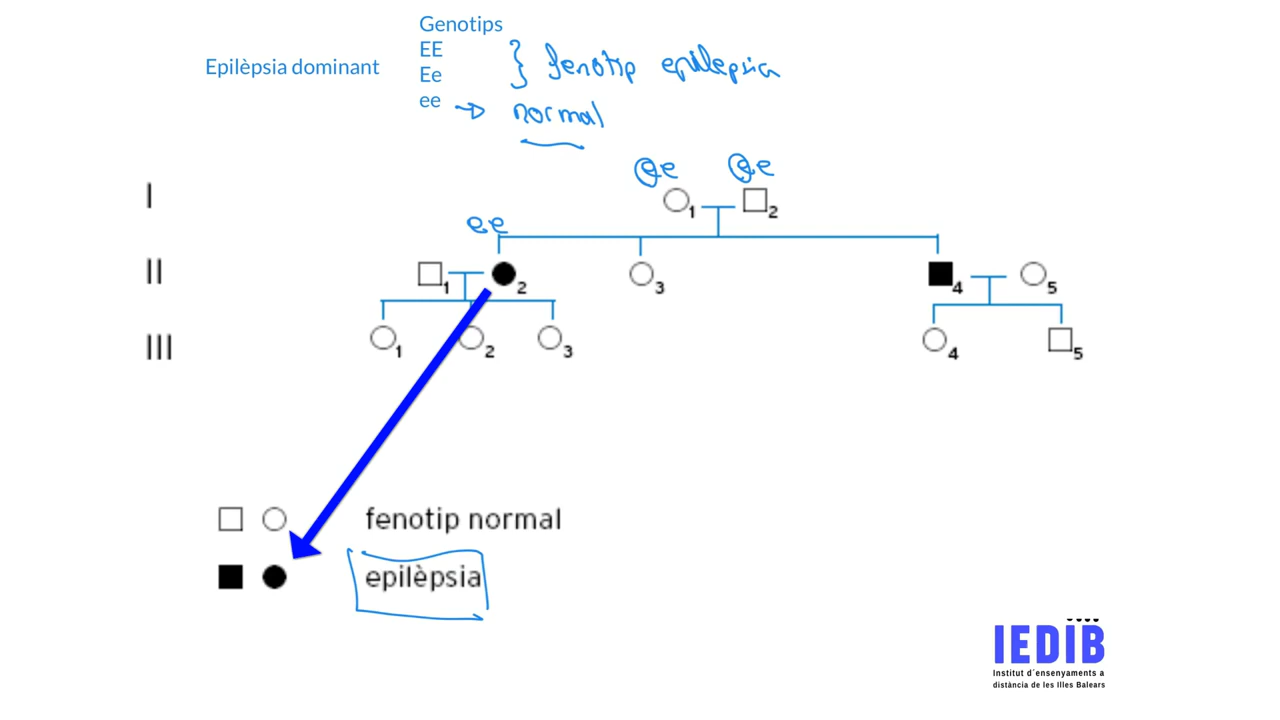 Genotips
EE
Epilèpsia dominant
Ee
} fenotip epilepsia
ee → normal
ee ee
I
1 2
ee
II
1 2 3 4 5
III
1 2 3 4 5
fenotip normal
epilèpsia
IEDIB
Institut d´ensenyaments a
distància de les Illes Balears